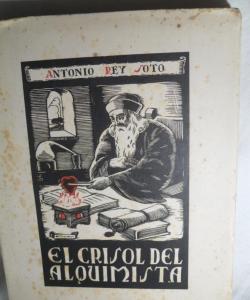 ANTONIO REY SOTO
EL CRISOL DEL
ALQUIMISTA